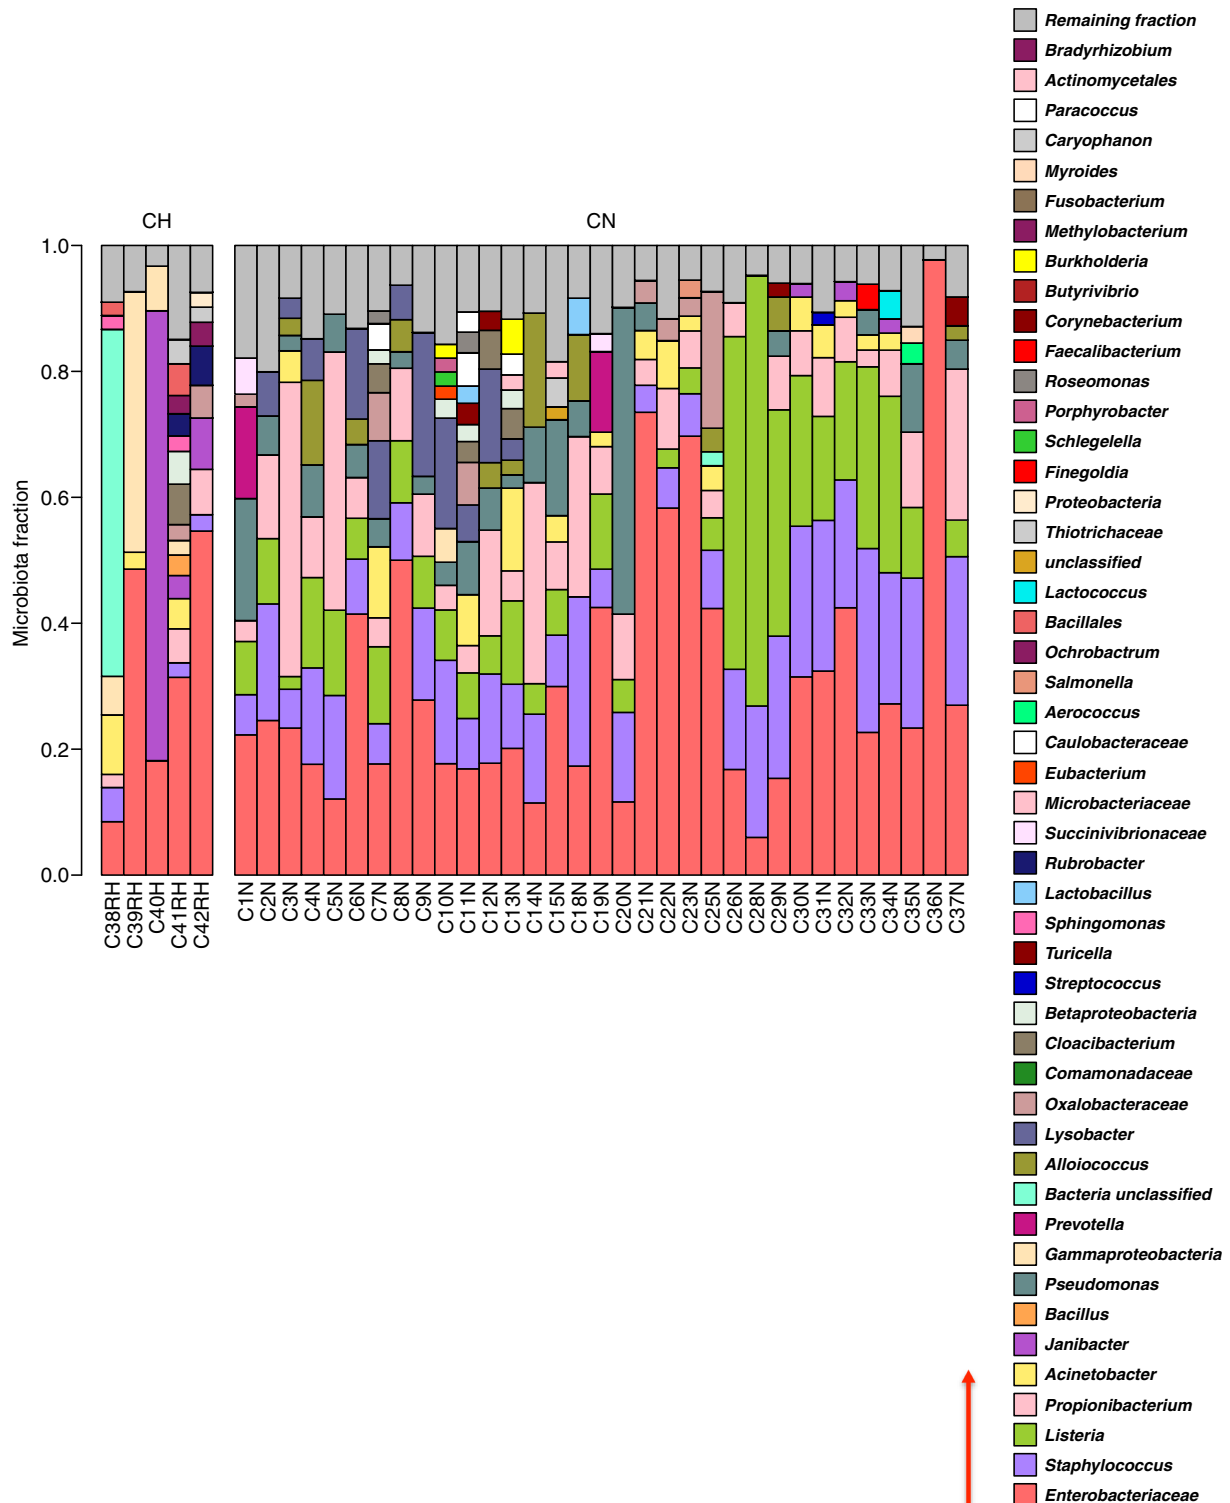 CH
CN
Microbiota fraction
1.0
0.8
0.6
0.4
0.2
0.0
C38RH
C39RH
C40H
C41RH
C42RH
C1N
C2N
C3N
C4N
C5N
C6N
C7N
C8N
C9N
C10N
C11N
C12N
C13N
C14N
C15N
C18N
C19N
C20N
C21N
C22N
C23N
C25N
C26N
C28N
C29N
C30N
C31N
C32N
C33N
C34N
C35N
C36N
C37N
Remaining fraction
Bradyrhizobium
Actinomycetales
Paracoccus
Caryophanon
Myroides
Fusobacterium
Methylobacterium
Burkholderia
Butyrivibrio
Corynebacterium
Faecalibacterium
Roseomonas
Porphyrobacter
Schlegelella
Finegoldia
Proteobacteria
Thiotrichaceae
unclassified
Lactococcus
Bacillales
Ochrobactrum
Salmonella
Aerococcus
Caulobacteraceae
Eubacterium
Microbacteriaceae
Succinivibrionaceae
Rubrobacter
Lactobacillus
Sphingomonas
Turicella
Streptococcus
Betaproteobacteria
Cloacibacterium
Comamonadaceae
Oxalobacteraceae
Lysobacter
Alloiococcus
Bacteria unclassified
Prevotella
Gammaproteobacteria
Pseudomonas
Bacillus
Janibacter
Acinetobacter
Propionibacterium
Listeria
Staphylococcus
Enterobacteriaceae